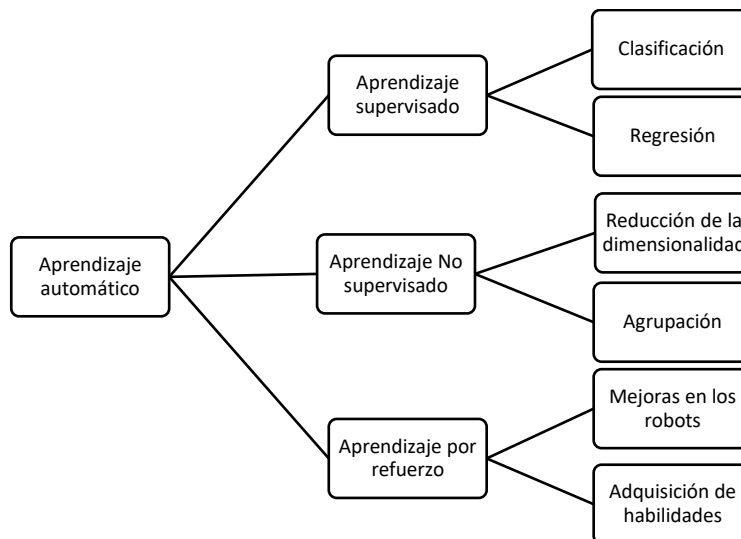 Clasificación
Aprendizaje
supervisado
Regresión
Reducción de la
dimensionalidad
Aprendizaje
automático
Aprendizaje No
supervisado
Agrupación
Mejoras en los
robots
Aprendizaje por
refuerzo
Adquisición de
habilidades